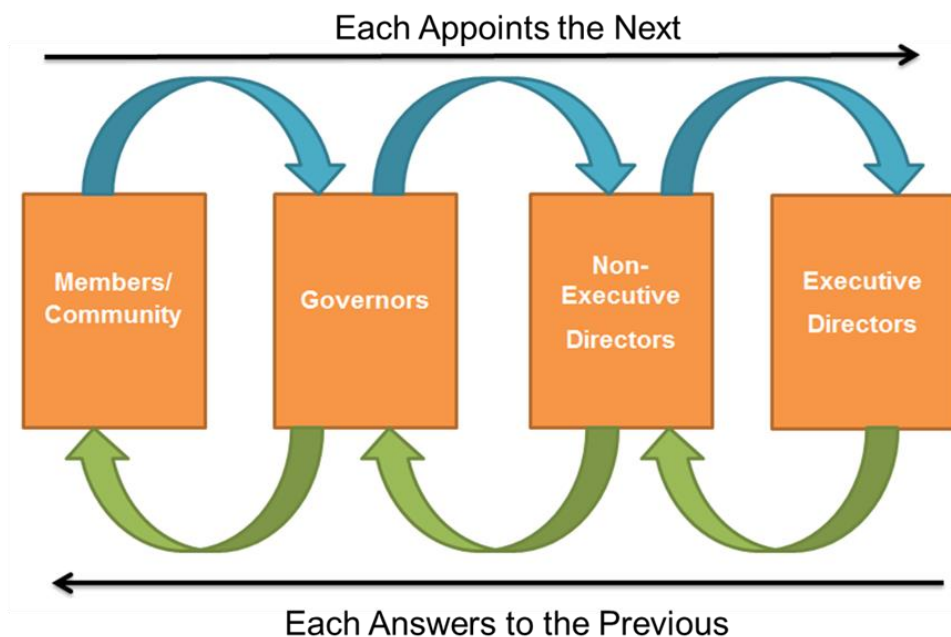 Each Appoints the Next
Members/
Community
Governors
Non-
Executive
Directors
Executive
Directors
Each Answers to the Previous